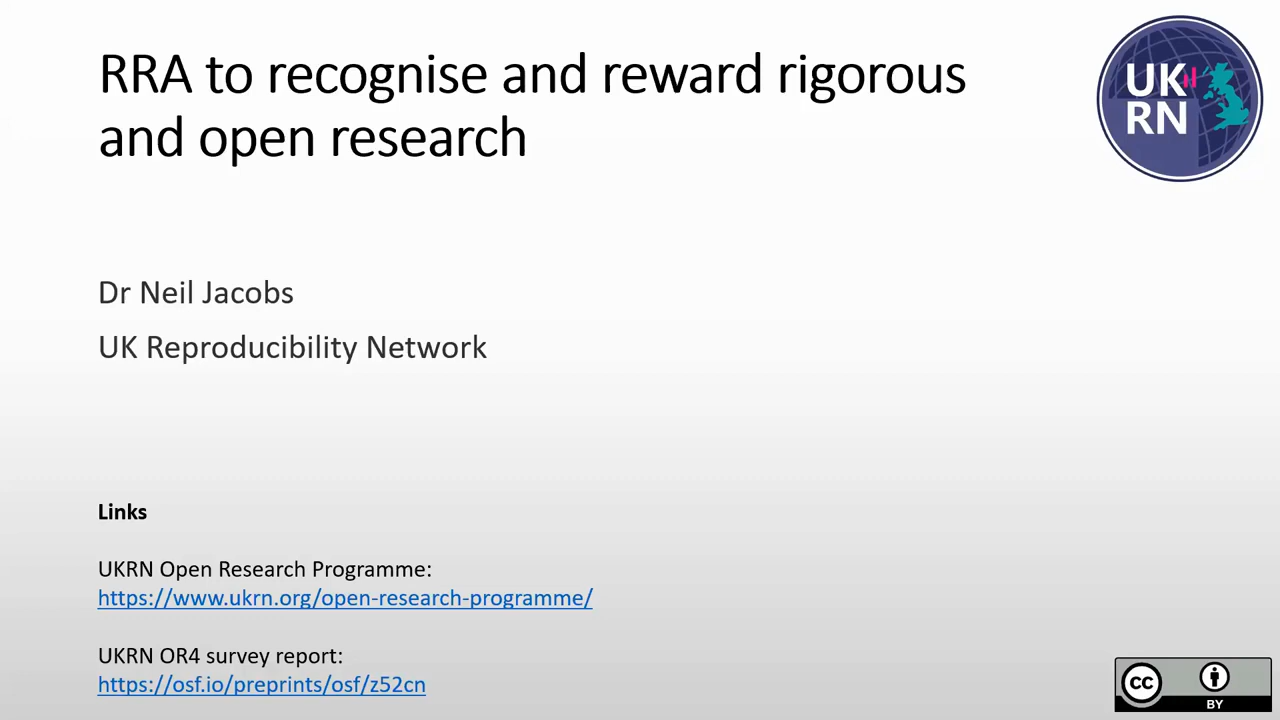 RRA to recognise and reward rigorous
and open research
UK
RN
Dr Neil Jacobs
UK Reproducibility Network
Links
UKRN Open Research Programme:
https://www.ukrn.org/open-research-programme/
UKRN OR4 survey report:
https://osf.io/preprints/osf/z52cn
CC
BY